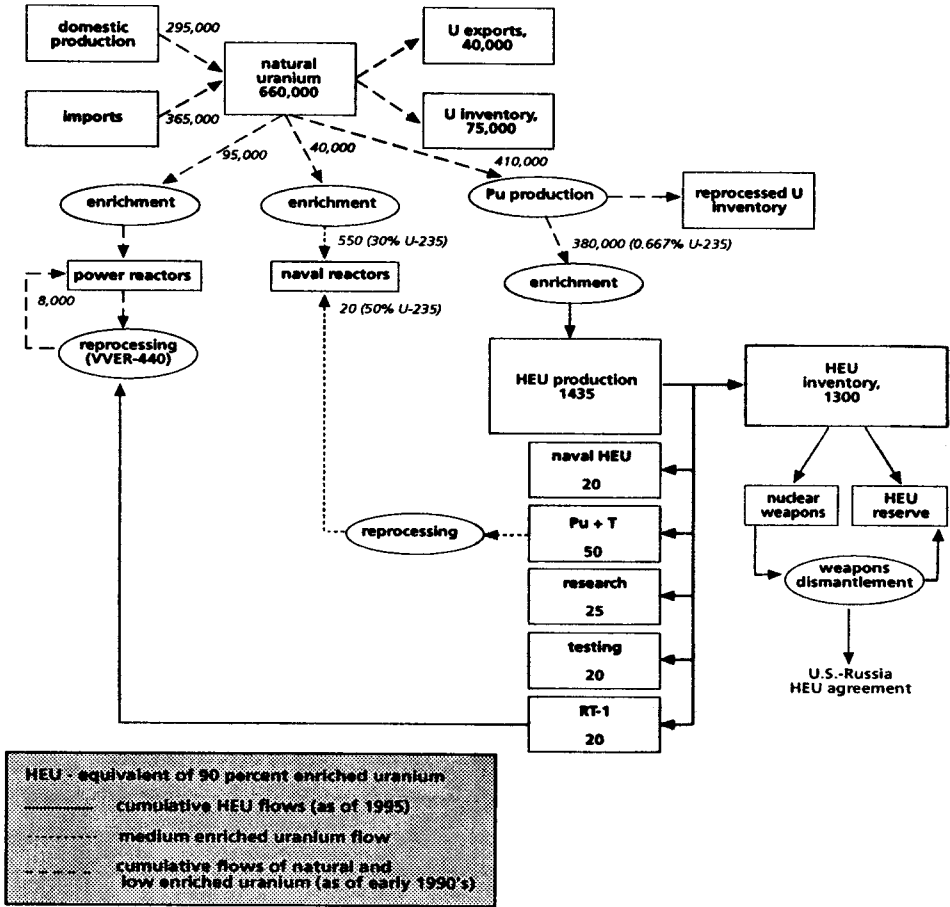 domestic
production
295,000
imports
365,000
natural
uranium
660,000
U exports,
40,000
U inventory,
75,000
95,000
40,000
410,000
enrichment
enrichment
Pu production
reprocessed U
inventory
550 (30% U-235)
380,000 (0.667% U-235)
power reactors
naval reactors
enrichment
8,000
20 (50% U-235)
reprocessing
(VVER-440)
HEU production
1435
HEU
inventory,
1300
naval HEU
20
nuclear
weapons
HEU
reserve
reprocessing
Pu + T
50
weapons
dismantlement
research
25
testing
20
U.S.-Russia
HEU agreement
RT-1
20
HEU - equivalent of 90 percent enriched uranium
cumulative HEU flows (as of 1995)
medium enriched uranium flow
cumulative flows of natural and
low enriched uranium (as of early 1990's)